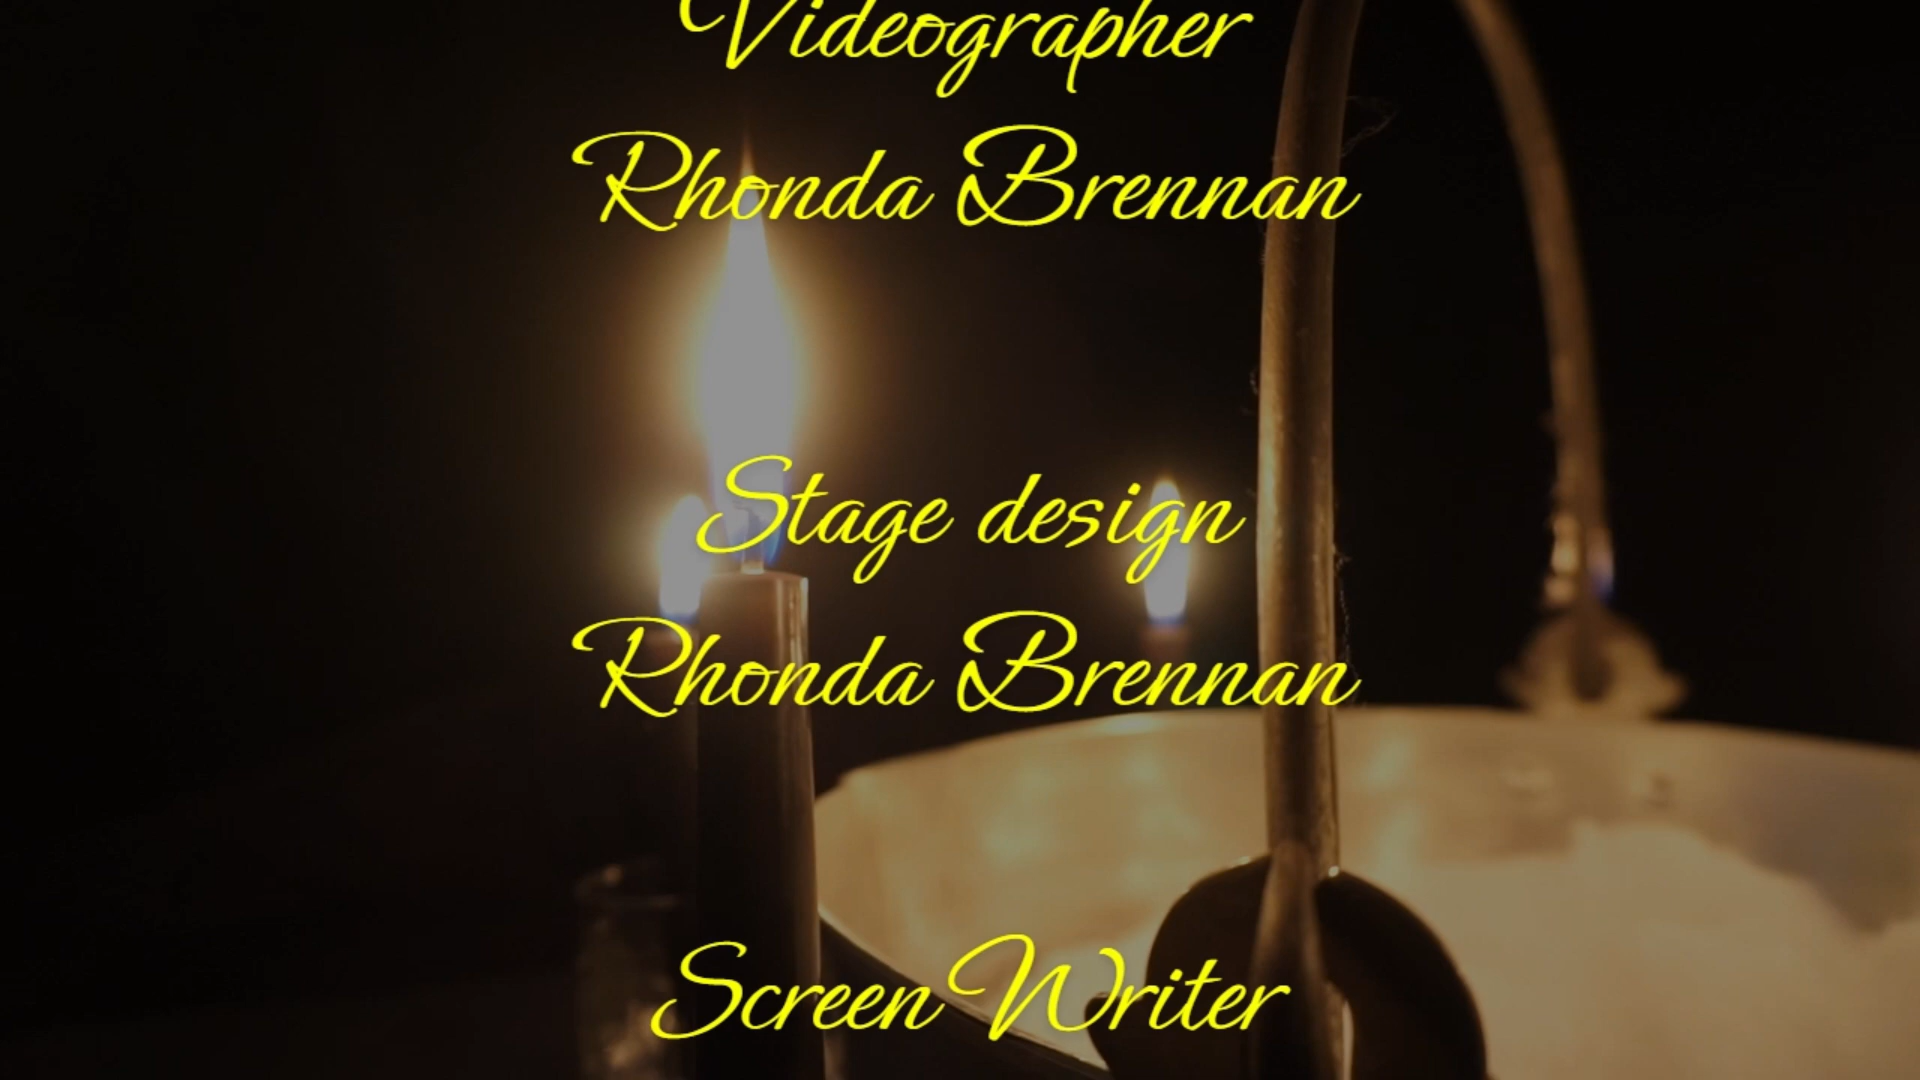 Videographer
Rhonda Brennan
Stage design
Rhonda Brennan
Screen Writer